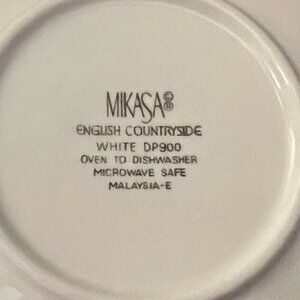 MIKASA©®
ENGLISH COUNTRYSIDE
WHITE DP900
OVEN TO DISHWASHER
MICROWAVE SAFE
MALAYSIA-E